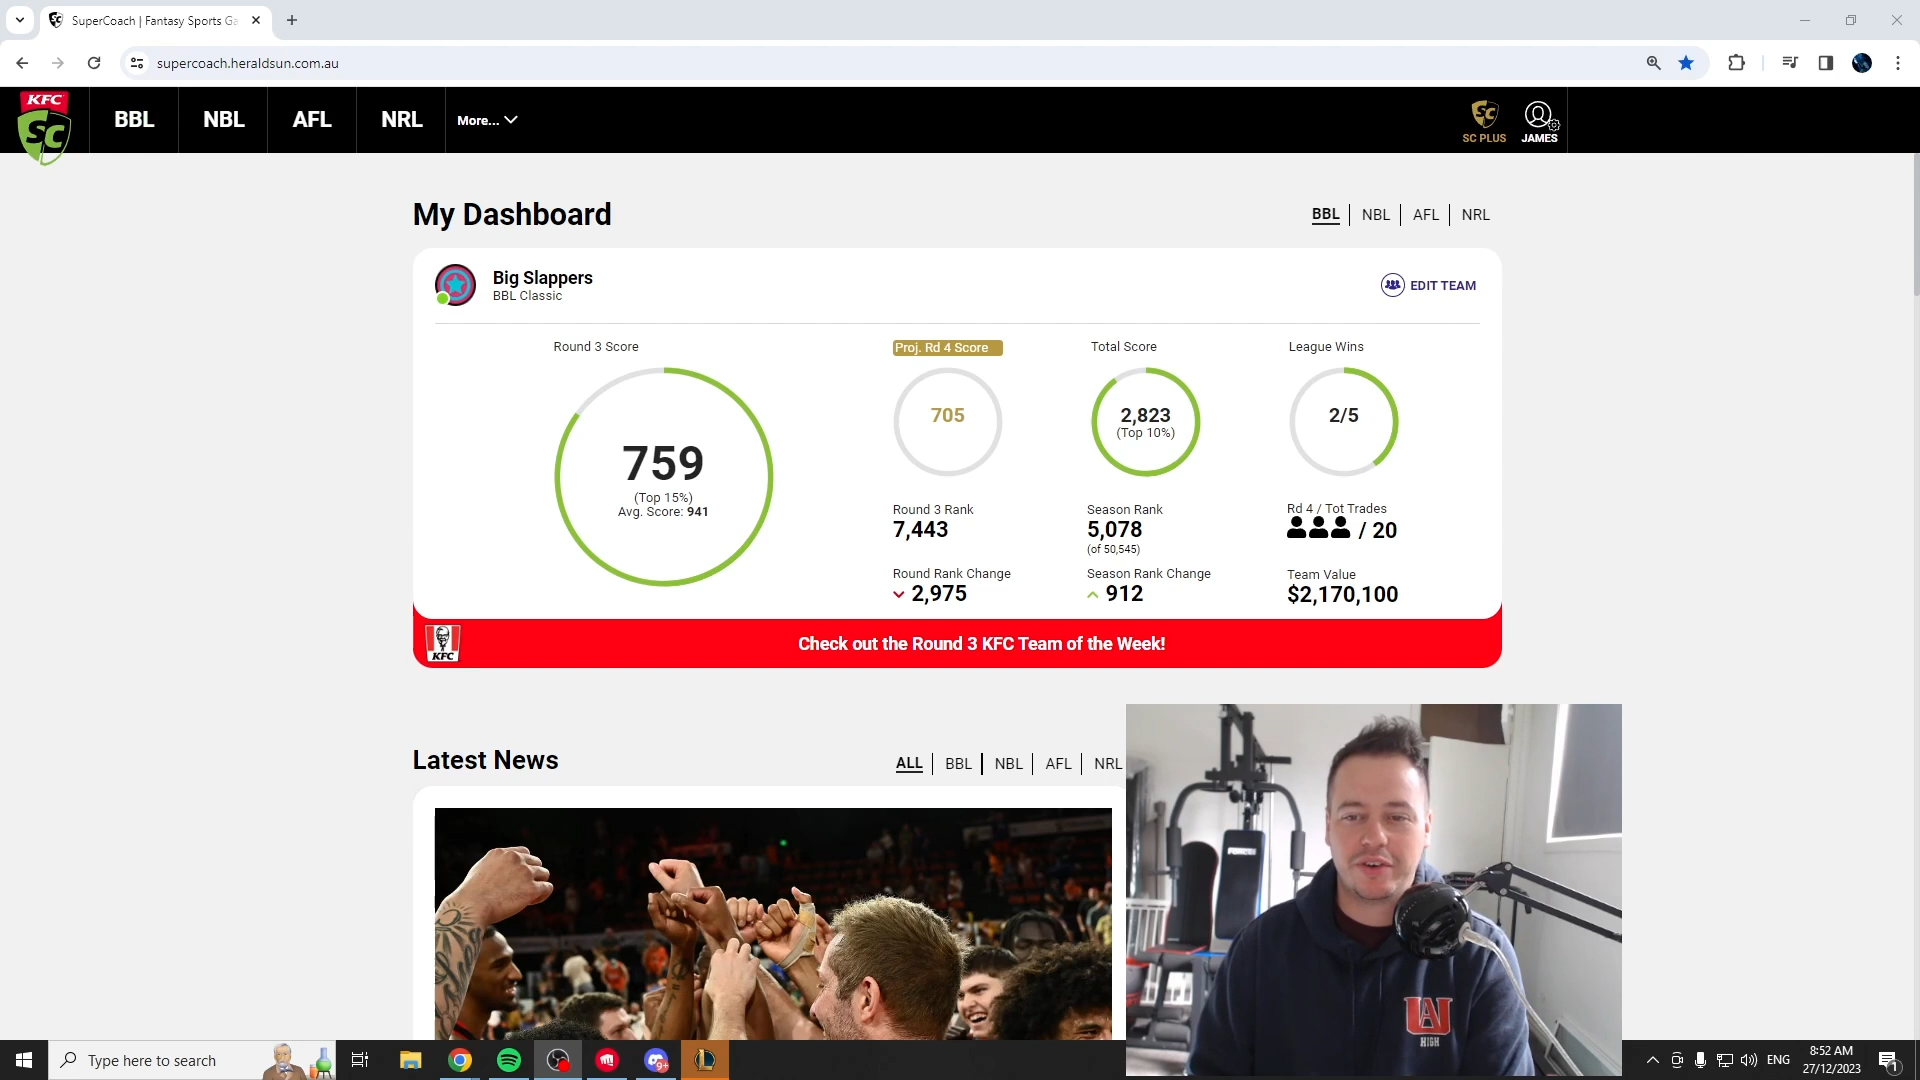 SuperCoach | Fantasy Sports Ga
supercoach.heraldsun.com.au
KFC
SC
BBL
NBL
AFL
NRL
More...
SC
SC PLUS
JAMES
My Dashboard
BBL
NBL
AFL
NRL
Big Slappers
BBL Classic
EDIT TEAM
Round 3 Score
759
(Top 15%)
Avg. Score: 941
Proj. Rd 4 Score
705
Total Score
2,823
(Top 10%)
League Wins
2/5
Round 3 Rank
7,443
Season Rank
5,078
(of 50,545)
Rd 4 / Tot Trades
/ 20
Round Rank Change
2,975
Season Rank Change
912
Team Value
$2,170,100
KFC
Check out the Round 3 KFC Team of the Week!
Latest News
ALL
BBL
NBL
AFL
NRL
HIGH
Type here to search
9+
ENG
8:52 AM
27/12/2023
1